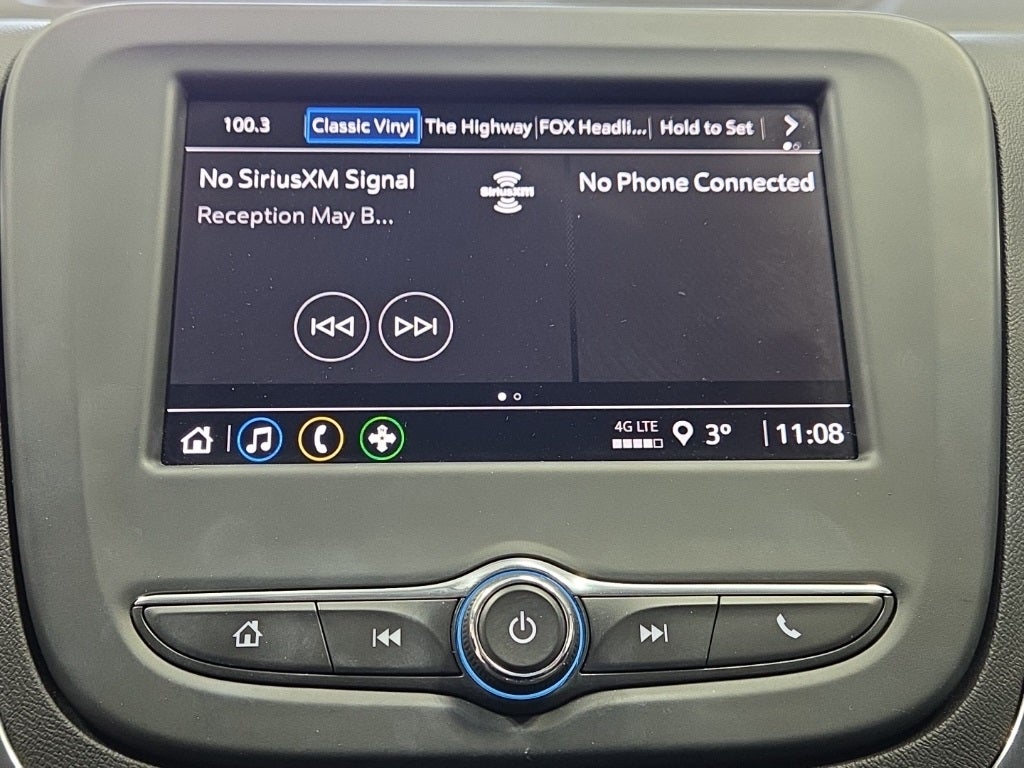 100.3 Classic Vinyl The Highway FOX Headli... Hold to Set
No SiriusXM Signal
SiriusXM
No Phone Connected
Reception May B...
4G LTE
3° 11:08